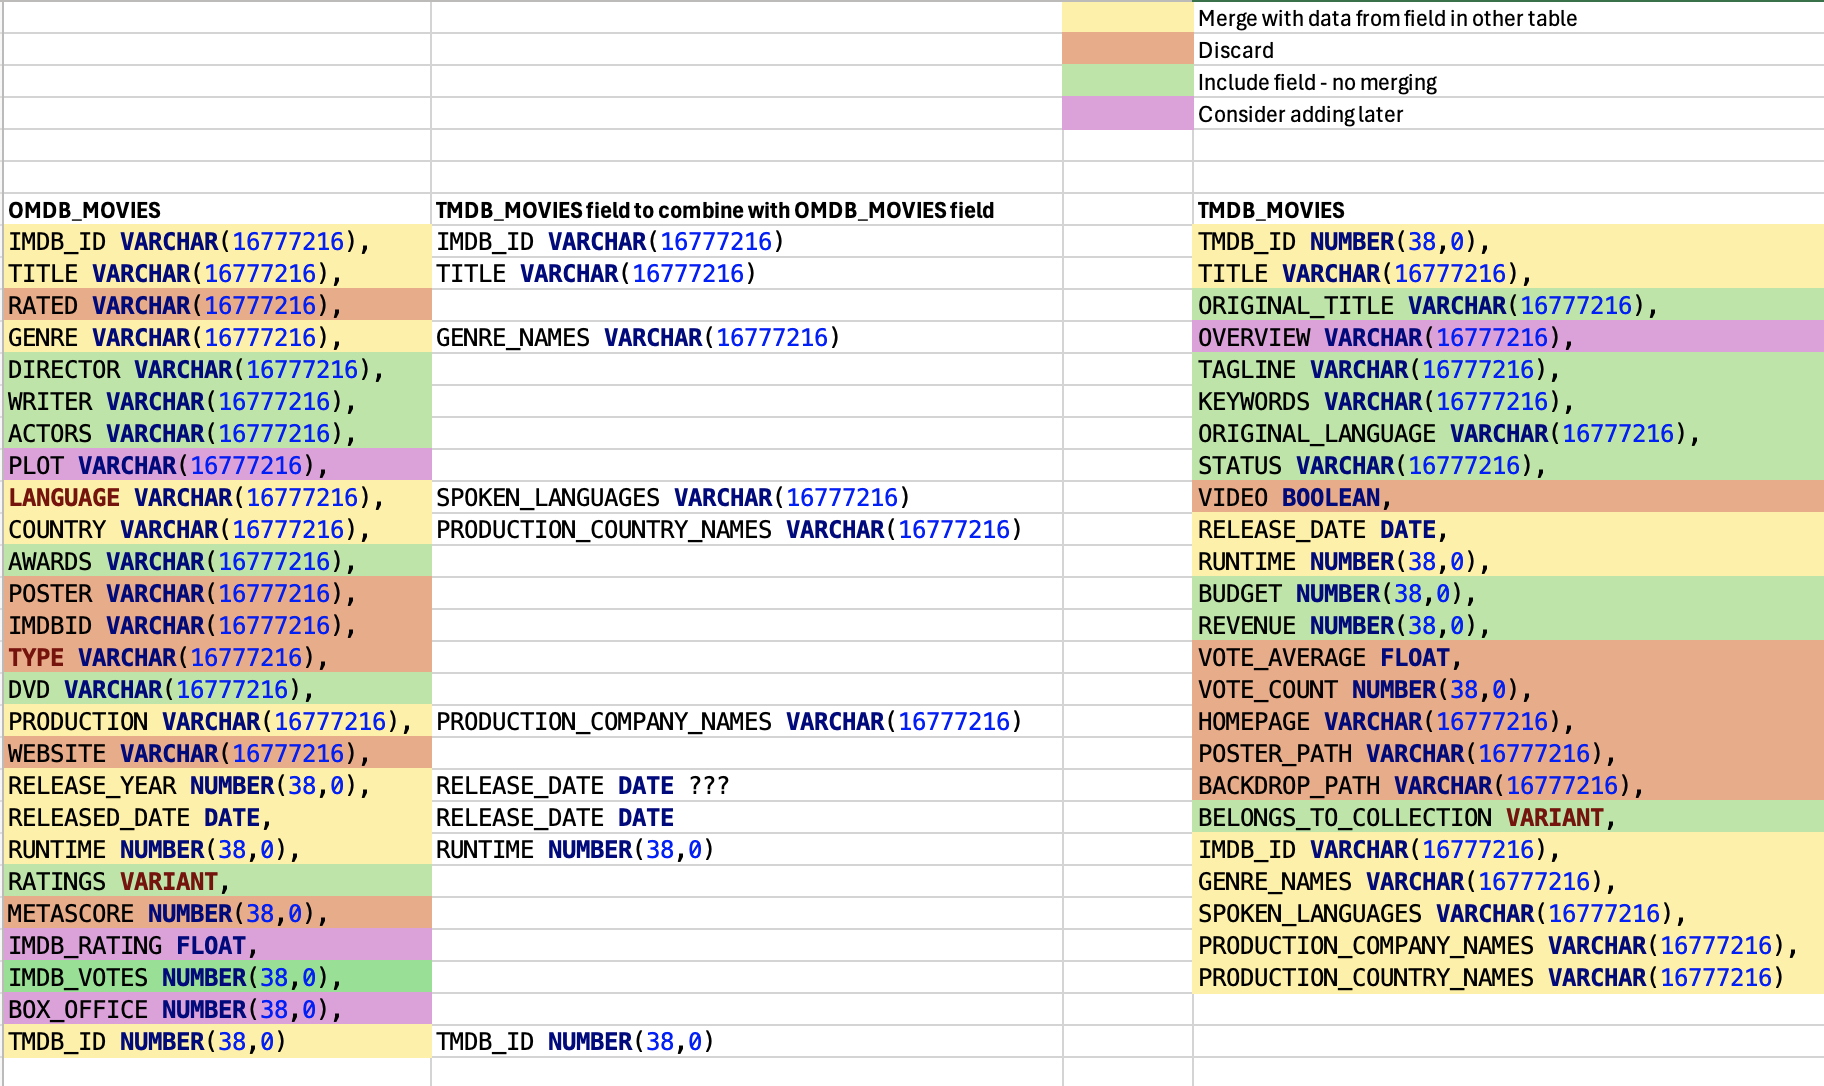 Merge with data from field in other table
Discard
Include field - no merging
Consider adding later
OMDB_MOVIES TMDB_MOVIES field to combine with OMDB_MOVIES field TMDB_MOVIES
IMDB_ID VARCHAR(16777216), IMDB_ID VARCHAR(16777216) TMDB_ID NUMBER(38,0),
TITLE VARCHAR(16777216), TITLE VARCHAR(16777216) TITLE VARCHAR(16777216),
RATED VARCHAR(16777216), ORIGINAL_TITLE VARCHAR(16777216),
GENRE VARCHAR(16777216), GENRE_NAMES VARCHAR(16777216) OVERVIEW VARCHAR(16777216),
DIRECTOR VARCHAR(16777216), TAGLINE VARCHAR(16777216),
WRITER VARCHAR(16777216), KEYWORDS VARCHAR(16777216),
ACTORS VARCHAR(16777216), ORIGINAL_LANGUAGE VARCHAR(16777216),
PLOT VARCHAR(16777216), STATUS VARCHAR(16777216),
LANGUAGE VARCHAR(16777216), SPOKEN_LANGUAGES VARCHAR(16777216) VIDEO BOOLEAN,
COUNTRY VARCHAR(16777216), PRODUCTION_COUNTRY_NAMES VARCHAR(16777216) RELEASE_DATE DATE,
AWARDS VARCHAR(16777216), RUNTIME NUMBER(38,0),
POSTER VARCHAR(16777216), BUDGET NUMBER(38,0),
IMDBID VARCHAR(16777216), REVENUE NUMBER(38,0),
TYPE VARCHAR(16777216), VOTE_AVERAGE FLOAT,
DVD VARCHAR(16777216), VOTE_COUNT NUMBER(38,0),
PRODUCTION VARCHAR(16777216), PRODUCTION_COMPANY_NAMES VARCHAR(16777216) HOMEPAGE VARCHAR(16777216),
WEBSITE VARCHAR(16777216), POSTER_PATH VARCHAR(16777216),
RELEASE_YEAR NUMBER(38,0), RELEASE_DATE DATE ??? BACKDROP_PATH VARCHAR(16777216),
RELEASED_DATE DATE, RELEASE_DATE DATE BELONGS_TO_COLLECTION VARIANT,
RUNTIME NUMBER(38,0), RUNTIME NUMBER(38,0) IMDB_ID VARCHAR(16777216),
RATINGS VARIANT, GENRE_NAMES VARCHAR(16777216),
METASCORE NUMBER(38,0), SPOKEN_LANGUAGES VARCHAR(16777216),
IMDB_RATING FLOAT, PRODUCTION_COMPANY_NAMES VARCHAR(16777216),
IMDB_VOTES NUMBER(38,0), PRODUCTION_COUNTRY_NAMES VARCHAR(16777216)
BOX_OFFICE NUMBER(38,0),
TMDB_ID NUMBER(38,0) TMDB_ID NUMBER(38,0)